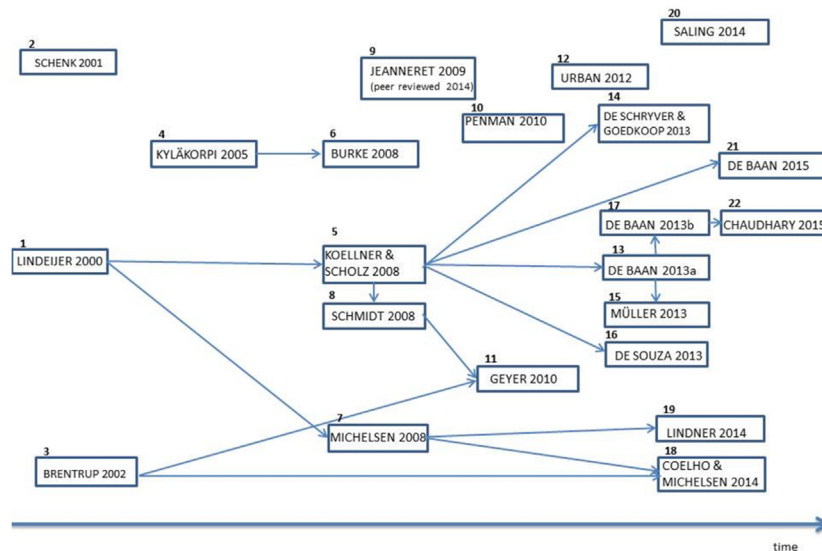 20
SALING 2014
2
SCHENK 2001
9
JEANNERET 2009
(peer reviewed 2014)
12
URBAN 2012
14
DE SCHRYVER &
GOEDKOOP 2013
10
PENMAN 2010
4
KYLÄKORPI 2005
6
BURKE 2008
21
DE BAAN 2015
17
DE BAAN 2013b
22
CHAUDHARY 2015
1
LINDEIJER 2000
5
KOELLNER &
SCHOLZ 2008
13
DE BAAN 2013a
8
SCHMIDT 2008
15
MÜLLER 2013
16
DE SOUZA 2013
11
GEYER 2010
7
MICHELSEN 2008
19
LINDNER 2014
3
BRENTRUP 2002
18
COELHO &
MICHELSEN 2014
time